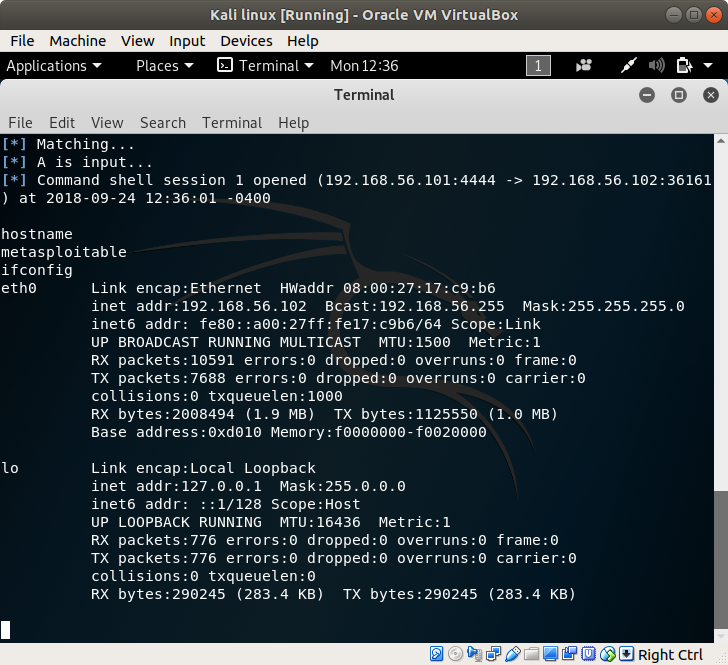 Kali linux [Running] - Oracle VM VirtualBox
File Machine View Input Devices Help
Applications Places Terminal Mon 12:36 1
Terminal
File Edit View Search Terminal Help
[*] Matching...
[*] A is input...
[*] Command shell session 1 opened (192.168.56.101:4444 -> 192.168.56.102:36161
) at 2018-09-24 12:36:01 -0400
hostname
metasploitable
ifconfig
eth0 Link encap:Ethernet HWaddr 08:00:27:17:c9:b6
inet addr:192.168.56.102 Bcast:192.168.56.255 Mask:255.255.255.0
inet6 addr: fe80::a00:27ff:fe17:c9b6/64 Scope:Link
UP BROADCAST RUNNING MULTICAST MTU:1500 Metric:1
RX packets:10591 errors:0 dropped:0 overruns:0 frame:0
TX packets:7688 errors:0 dropped:0 overruns:0 carrier:0
collisions:0 txqueuelen:1000
RX bytes:2008494 (1.9 MB) TX bytes:1125550 (1.0 MB)
Base address:0xd010 Memory:f0000000-f0020000
lo Link encap:Local Loopback
inet addr:127.0.0.1 Mask:255.0.0.0
inet6 addr: ::1/128 Scope:Host
UP LOOPBACK RUNNING MTU:16436 Metric:1
RX packets:776 errors:0 dropped:0 overruns:0 frame:0
TX packets:776 errors:0 dropped:0 overruns:0 carrier:0
collisions:0 txqueuelen:0
RX bytes:290245 (283.4 KB) TX bytes:290245 (283.4 KB)
Right Ctrl